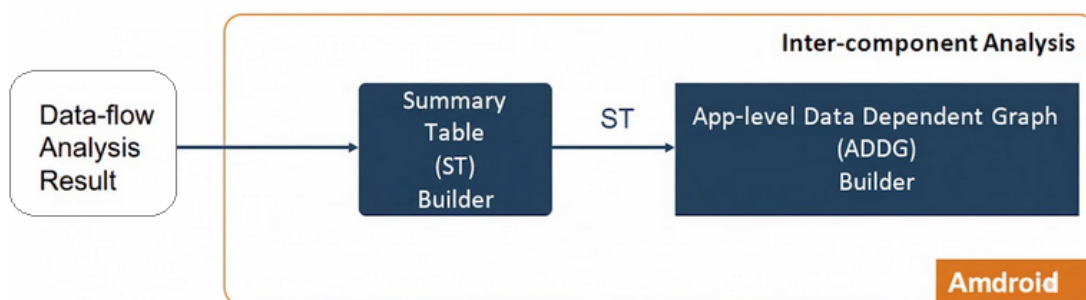 Inter-component Analysis
Data-flow
Analysis
Result
Summary
Table
(ST)
Builder
ST
App-level Data Dependent Graph
(ADDG)
Builder
Amdroid